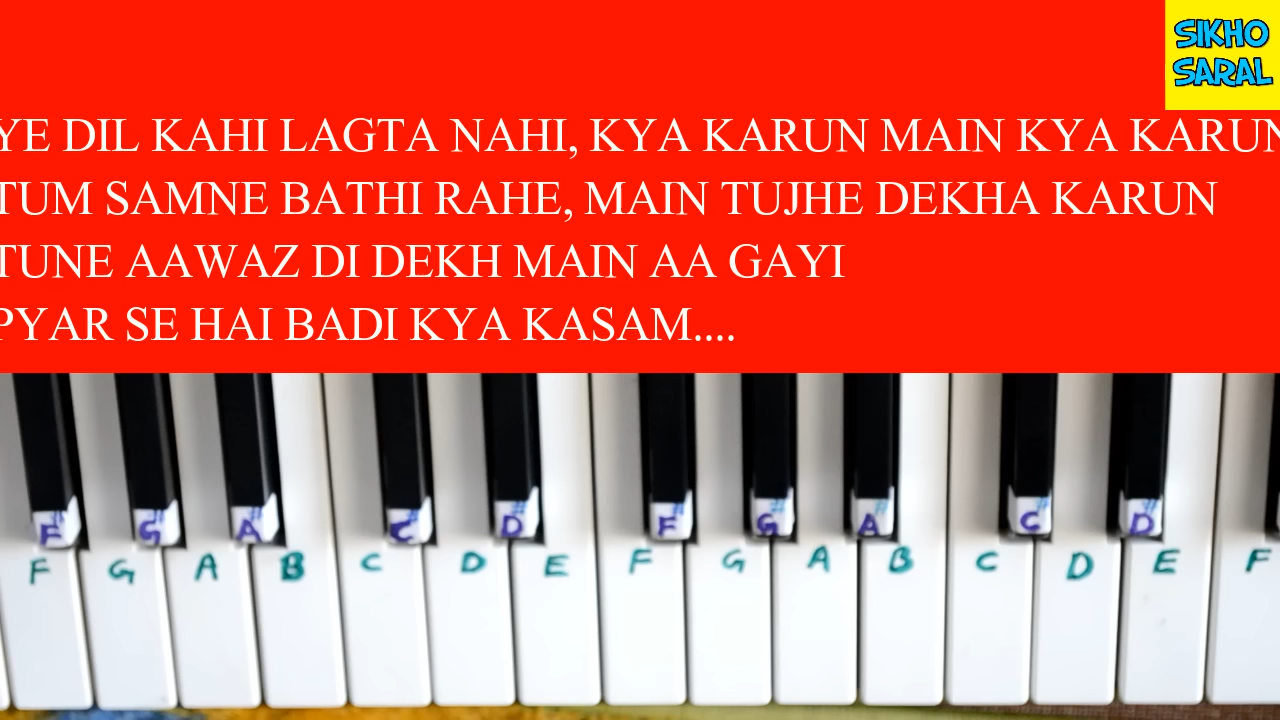 SIKHO
SARAL
YE DIL KAHI LAGTA NAHI, KYA KARUN MAIN KYA KARUN
TUM SAMNE BATHI RAHE, MAIN TUJHE DEKHA KARUN
TUNE AAWAZ DI DEKH MAIN AA GAYI
PYAR SE HAI BADI KYA KASAM....
F# G# A# C# D# F# G# A# C# D#
F G A B C D E F G A B C D E F